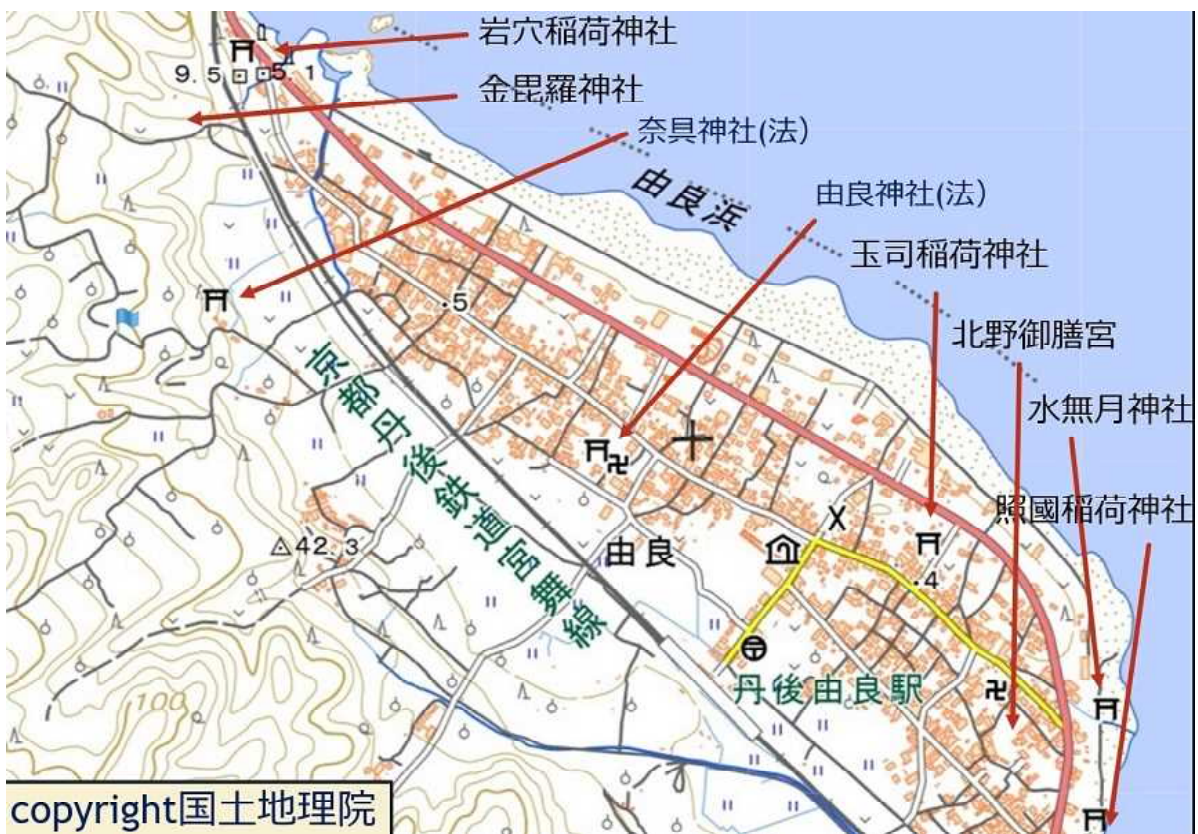 岩穴稲荷神社
9.5
5.1
金毘羅神社
奈具神社(法)
由良浜
由良神社(法)
玉司稲荷神社
・5
北野御膳宮
京都丹後鉄道宮舞線
水無月神社
照國稲荷神社
42.3
由良
・4
丹後由良駅
100
copyright国土地理院